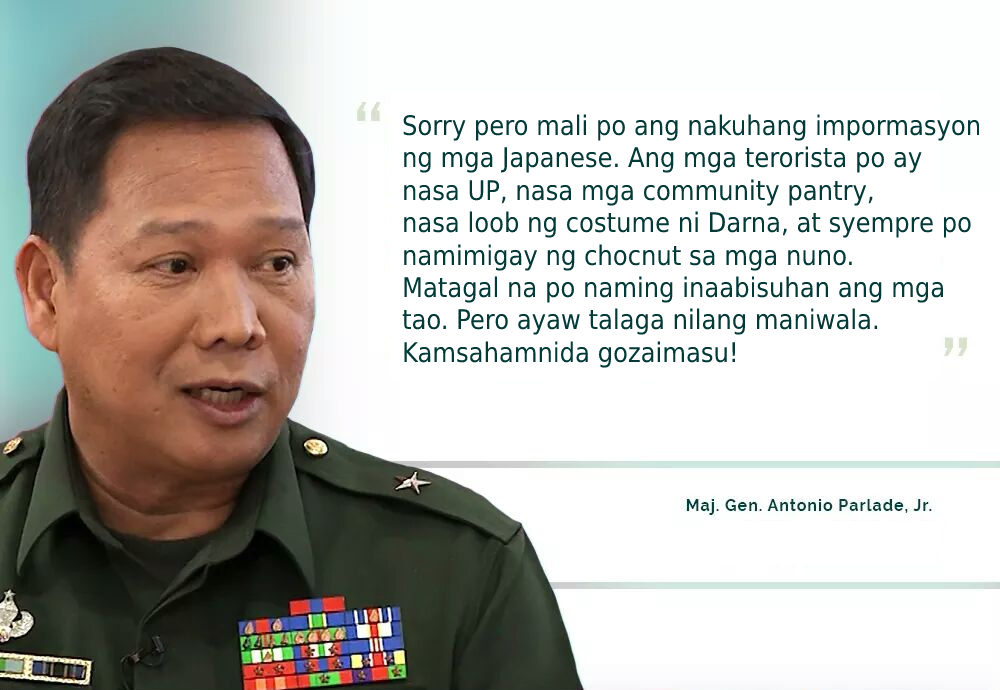 “ Sorry pero mali po ang nakuhang impormasyon
ng mga Japanese. Ang mga terorista po ay
nasa UP, nasa mga community pantry,
nasa loob ng costume ni Darna, at syempre po
namimigay ng chocnut sa mga nuno.
Matagal na po naming inaabisuhan ang mga
tao. Pero ayaw talaga nilang maniwala.
Kamsahamnida gozaimasu! ”
Maj. Gen. Antonio Parlade, Jr.